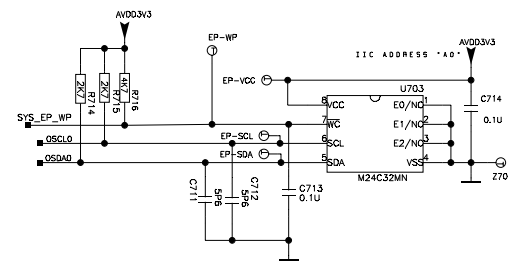 AVDD3V3
EP-WP
IIC ADDRESS "A0"
AVDD3V3
EP-VCC
U703
2K7
R714
2K7
R715
4K7
R716
C714
0.1U
8
VCC
E0/NC
1
SYS_EP_WP
7
WC
E1/NC
2
EP-SCL
OSCL0
6
SCL
E2/NC
3
EP-SDA
OSDA0
5
SDA
VSS
4
Z70
M24C32MN
C711
5P6
C712
5P6
C713
0.1U